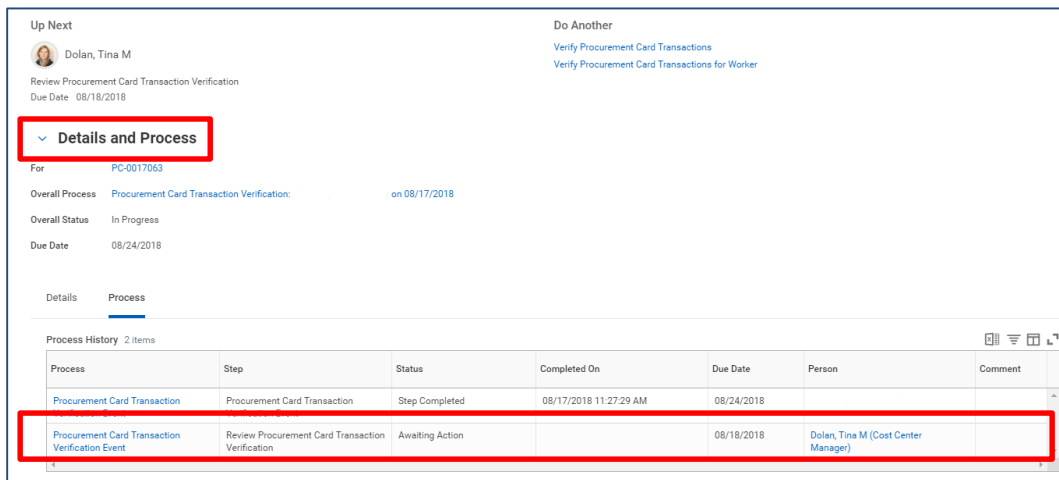 Up Next
Do Another
Dolan, Tina M
Verify Procurement Card Transactions
Verify Procurement Card Transactions for Worker
Review Procurement Card Transaction Verification
Due Date 08/18/2018
Details and Process
For PC-0017063
Overall Process Procurement Card Transaction Verification: on 08/17/2018
Overall Status In Progress
Due Date 08/24/2018
Details Process
Process History 2 items
Process Step Status Completed On Due Date Person Comment
Procurement Card Transaction Procurement Card Transaction Step Completed 08/17/2018 11:27:29 AM 08/24/2018
Verification Event Verification Event
Procurement Card Transaction Review Procurement Card Transaction Awaiting Action 08/18/2018 Dolan, Tina M (Cost Center
Verification Event Verification Manager)